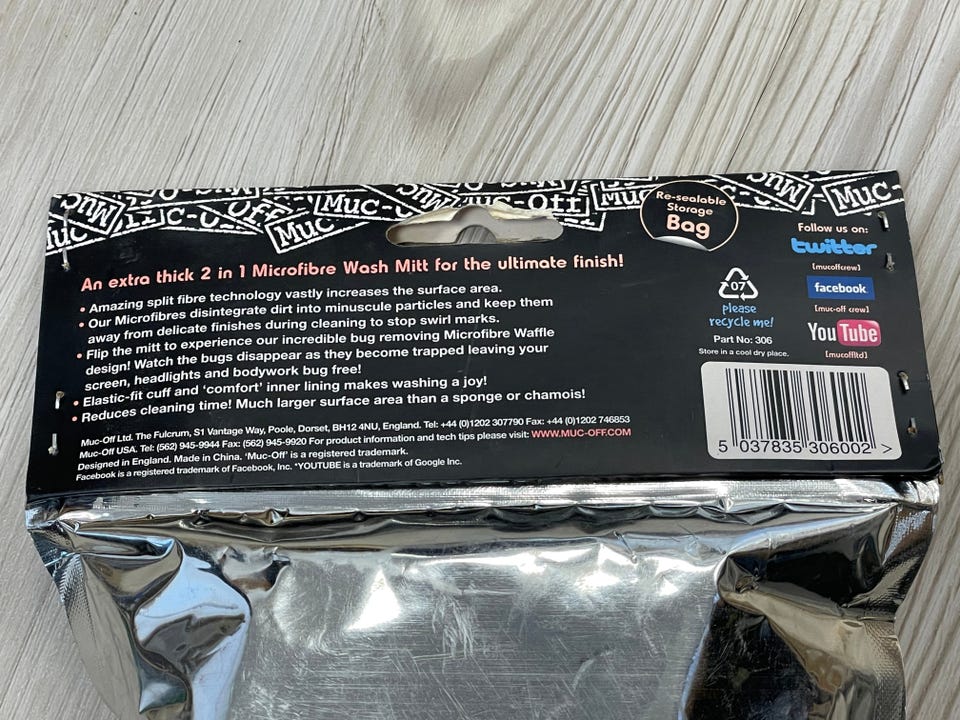 Muc-Off
Muc-Off
Muc-
Re-sealable
Storage
Bag
Follow us on:
twitter
[mucoffcrew]
facebook
[muc-off crew]
YouTube
[mucoffltd]
07
please
recycle me!
Part No: 306
Store in a cool dry place.
5 037835 306002 >
An extra thick 2 in 1 Microfibre Wash Mitt for the ultimate finish!
• Amazing split fibre technology vastly increases the surface area.
• Our Microfibres disintegrate dirt into minuscule particles and keep them
away from delicate finishes during cleaning to stop swirl marks.
• Flip the mitt to experience our incredible bug removing Microfibre Waffle
design! Watch the bugs disappear as they become trapped leaving your
screen, headlights and bodywork bug free!
• Elastic-fit cuff and 'comfort' inner lining makes washing a joy!
• Reduces cleaning time! Much larger surface area than a sponge or chamois!
Muc-Off Ltd. The Fulcrum, S1 Vantage Way, Poole, Dorset, BH12 4NU, England. Tel: +44 (0)1202 307790 Fax: +44 (0)1202 746853
Muc-Off USA. Tel: (562) 945-9944 Fax: (562) 945-9920 For product information and tech tips please visit: WWW.MUC-OFF.COM
Designed in England. Made in China. 'Muc-Off' is a registered trademark.
Facebook is a registered trademark of Facebook, Inc. *YOUTUBE is a trademark of Google Inc.